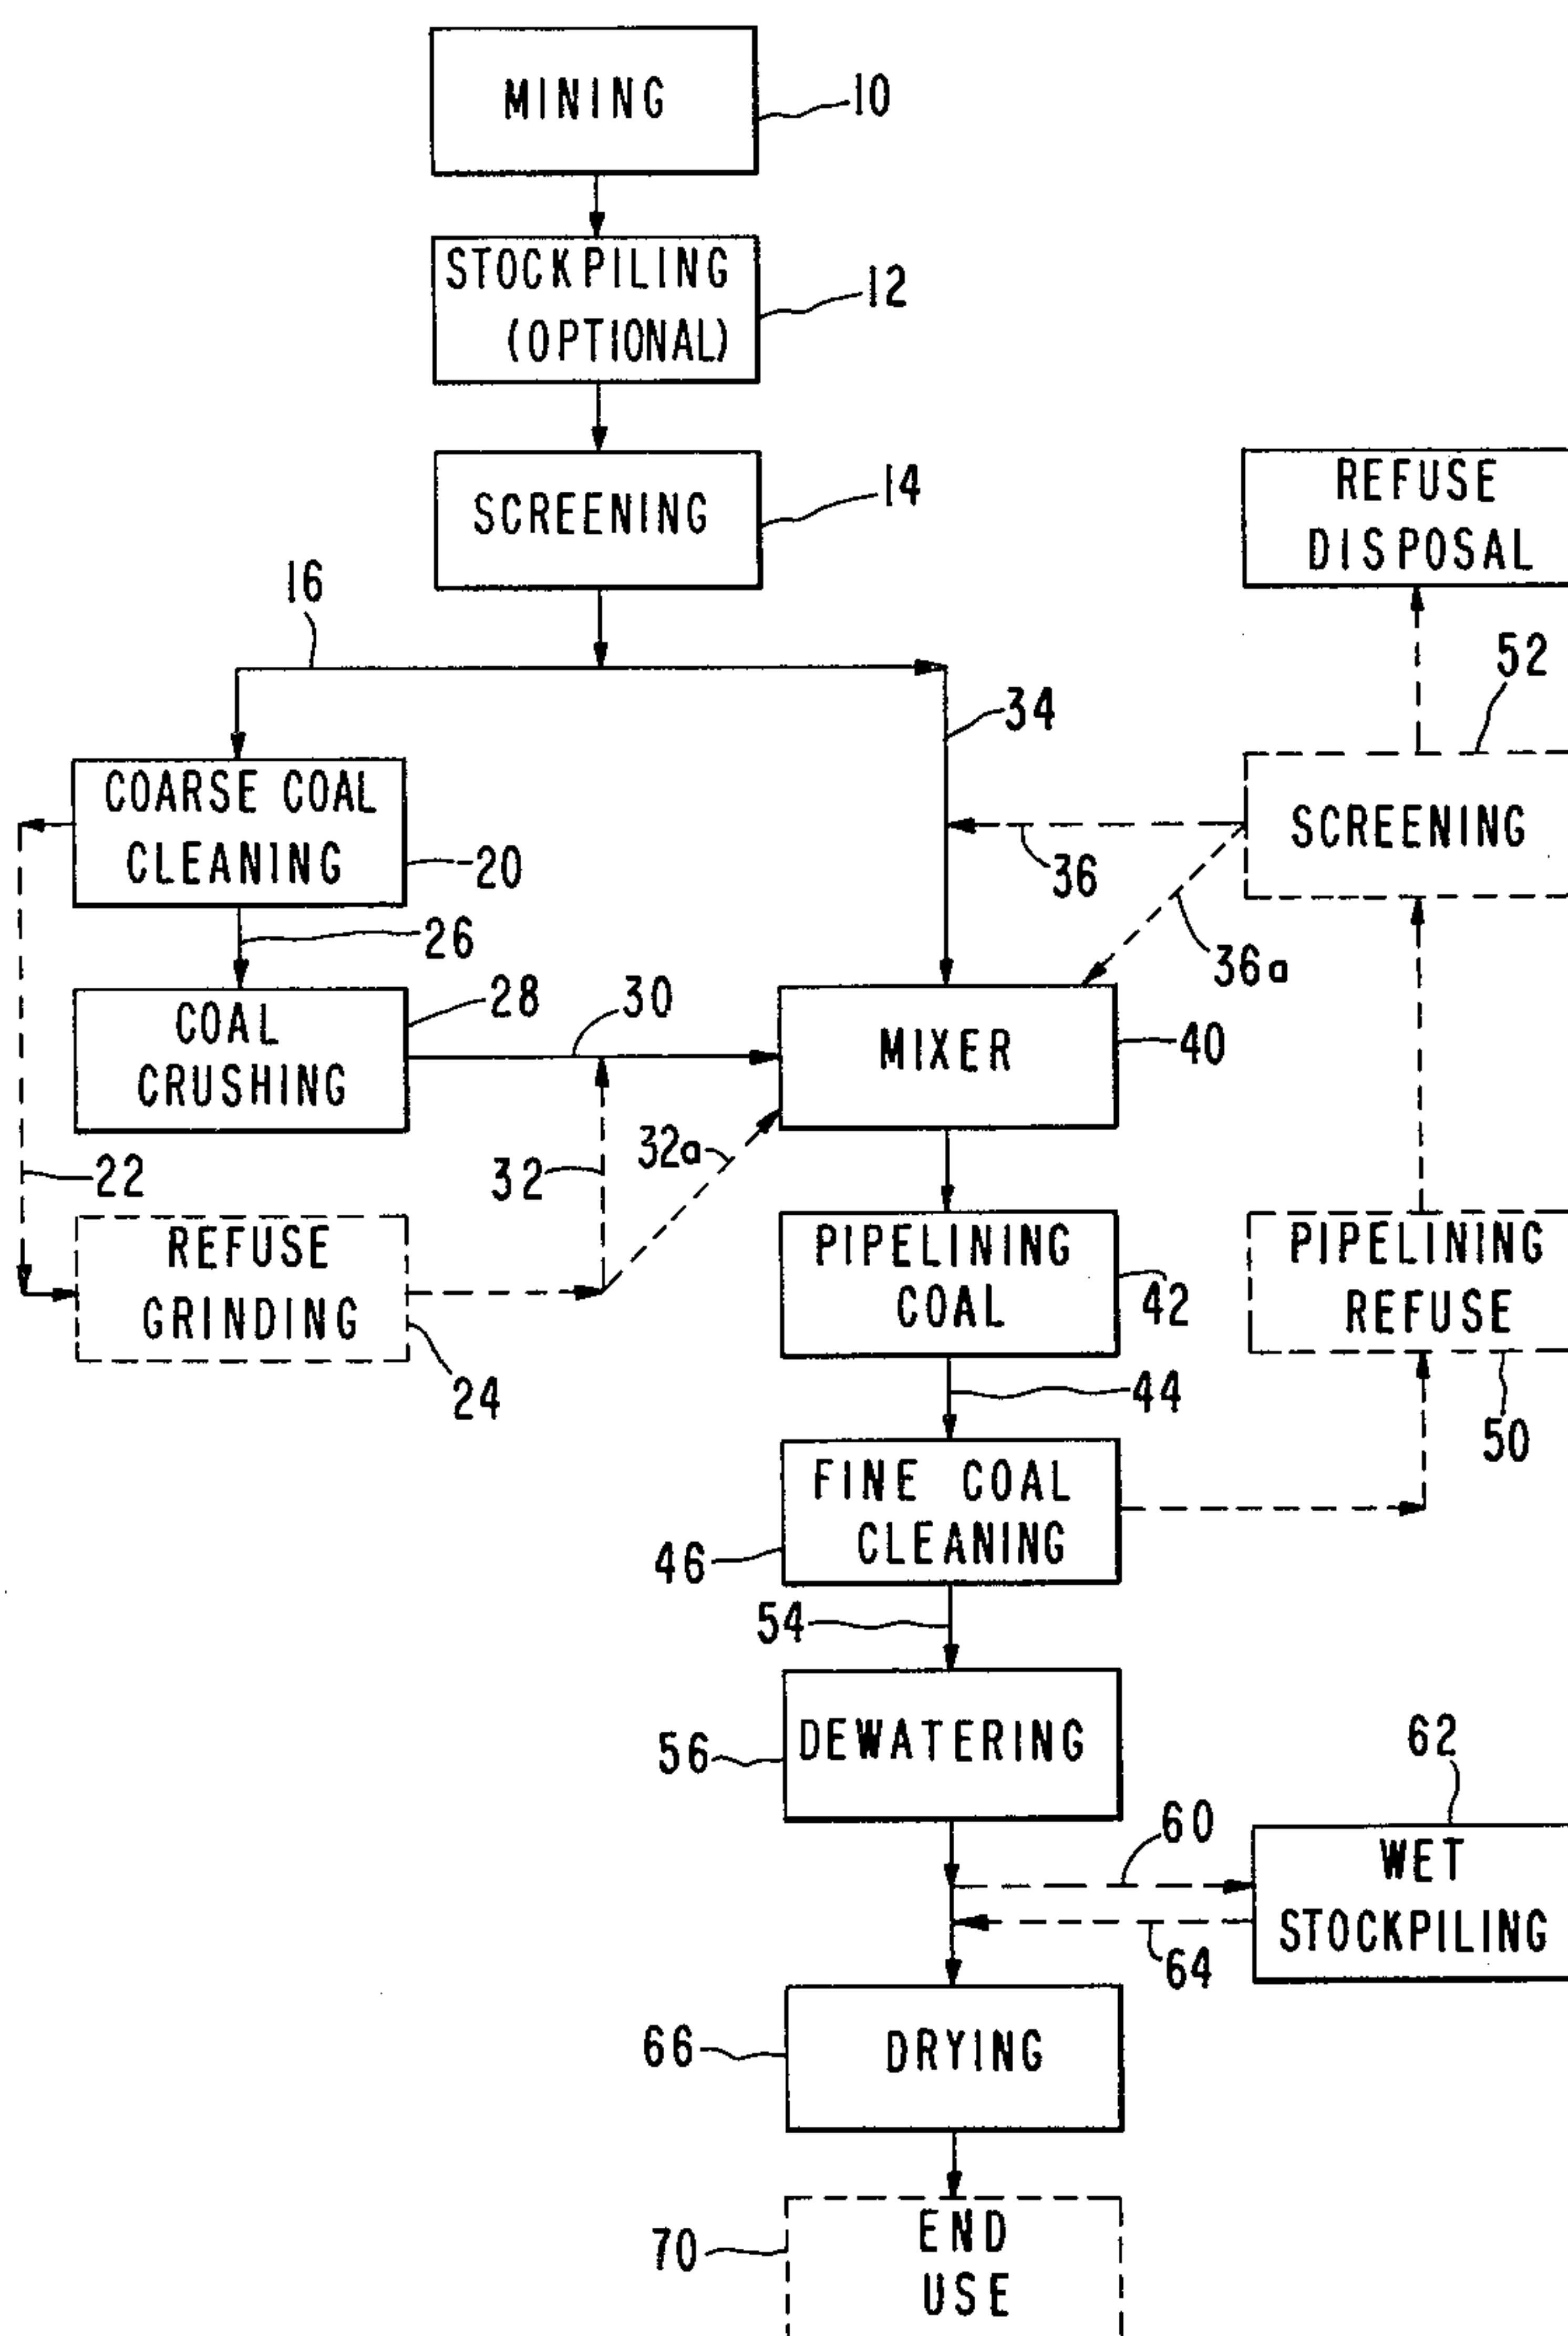 MINING
10
STOCKPILING
(OPTIONAL)
12
SCREENING
14
REFUSE
DISPOSAL
16
34
52
COARSE COAL
CLEANING
20
36
SCREENING
36a
26
COAL
CRUSHING
28
30
MIXER
40
22
32
32a
REFUSE
GRINDING
24
PIPELINING
COAL
42
PIPELINING
REFUSE
50
44
FINE COAL
CLEANING
46
54
DEWATERING
56
60
62
WET
STOCKPILING
64
DRYING
66
END
USE
70